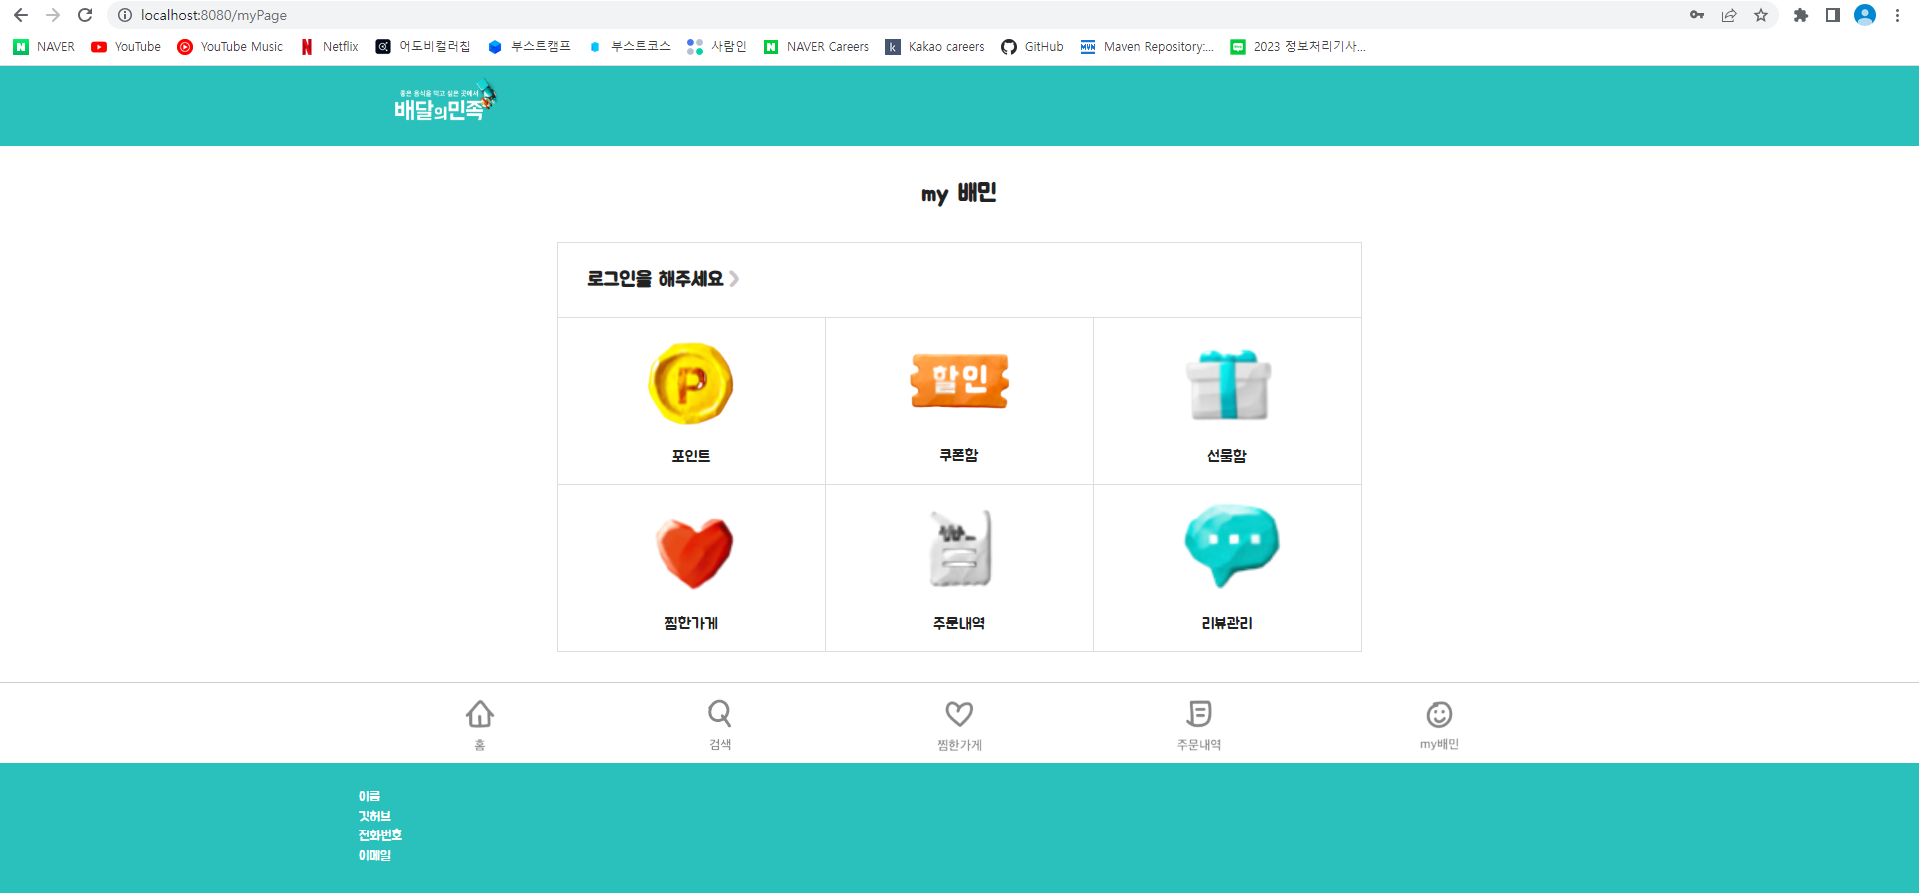 localhost:8080/myPage
NAVER YouTube YouTube Music Netflix 어도비컬러칩 부스트캠프 부스트코스 사람인 NAVER Careers Kakao careers GitHub Maven Repository:... 2023 정보처리기사...
좋은 음식을 먹고 싶은 곳에서
배달의민족
my 배민
로그인을 해주세요
P
할인
포인트 쿠폰함 선물함
찜한가게 주문내역 리뷰관리
홈 검색 찜한가게 주문내역 my배민
이름
깃허브
전화번호
이메일